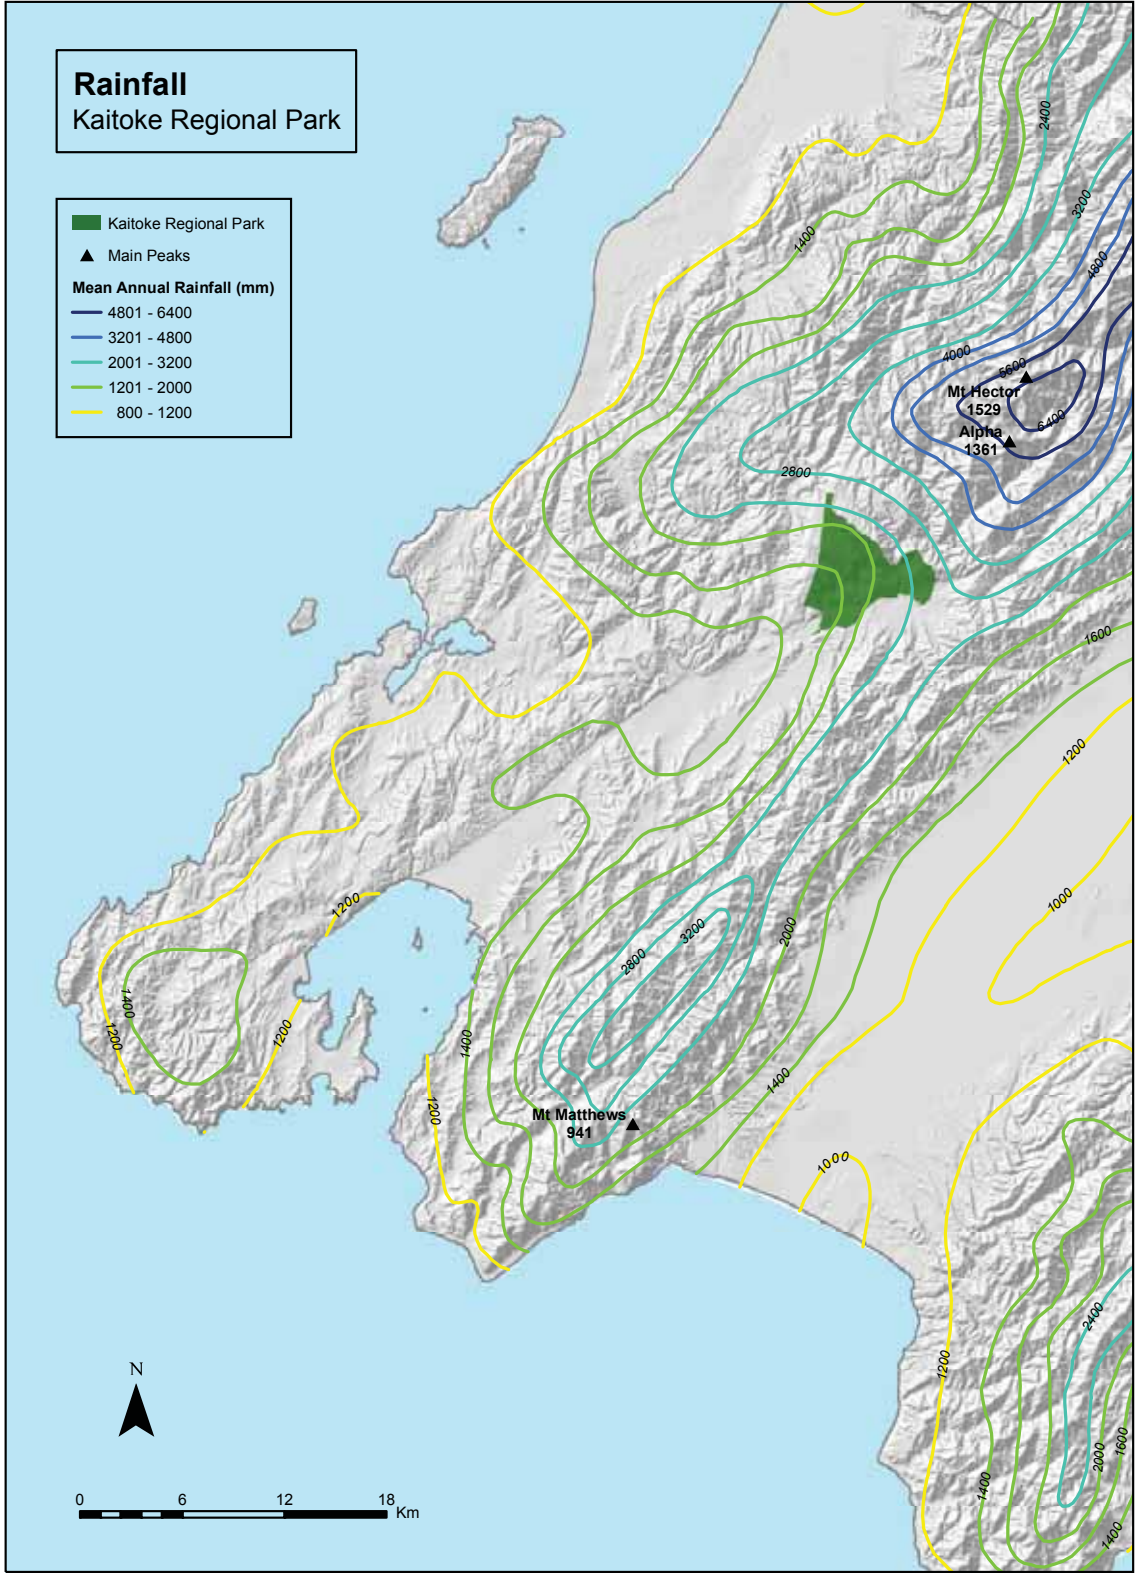 Rainfall
Kaitoke Regional Park
Kaitoke Regional Park
Main Peaks
Mean Annual Rainfall (mm)
4801 - 6400
3201 - 4800
2001 - 3200
1201 - 2000
800 - 1200
2400
3200
1400
4800
4000
5600
Mt Hector
1529
6400
Alpha
1361
2800
1600
1200
1000
1200
3200
2000
2800
1400
1200
1200
1400
1400
1200
Mt Matthews
941
1000
2400
1200
1600
2000
1400
1400
N
0 6 12 18
Km